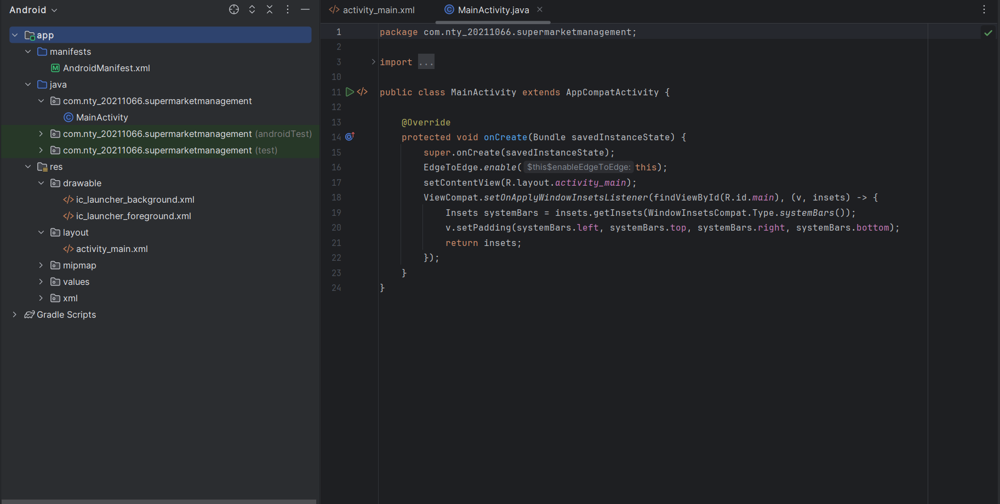 Android
app
manifests
AndroidManifest.xml
java
com.nty_20211066.supermarketmanagement
MainActivity
com.nty_20211066.supermarketmanagement (androidTest)
com.nty_20211066.supermarketmanagement (test)
res
drawable
ic_launcher_background.xml
ic_launcher_foreground.xml
layout
activity_main.xml
mipmap
values
xml
Gradle Scripts
activity_main.xml MainActivity.java
1 package com.nty_20211066.supermarketmanagement;
2
3 import ...
10
11 public class MainActivity extends AppCompatActivity {
12
13 @Override
14 protected void onCreate(Bundle savedInstanceState) {
15 super.onCreate(savedInstanceState);
16 EdgeToEdge.enable( $this$enableEdgeToEdge: this);
17 setContentView(R.layout.activity_main);
18 ViewCompat.setOnApplyWindowInsetsListener(findViewById(R.id.main), (v, insets) -> {
19 Insets systemBars = insets.getInsets(WindowInsetsCompat.Type.systemBars());
20 v.setPadding(systemBars.left, systemBars.top, systemBars.right, systemBars.bottom);
21 return insets;
22 });
23 }
24 }